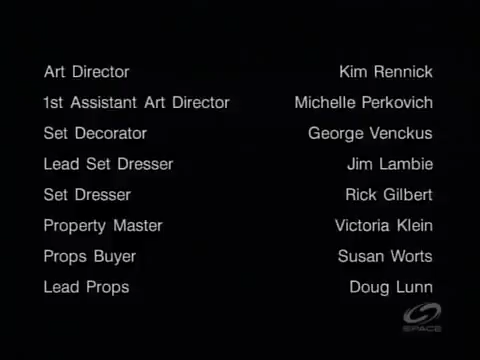 Art Director Kim Rennick
1st Assistant Art Director Michelle Perkovich
Set Decorator George Venckus
Lead Set Dresser Jim Lambie
Set Dresser Rick Gilbert
Property Master Victoria Klein
Props Buyer Susan Worts
Lead Props Doug Lunn
SPACE